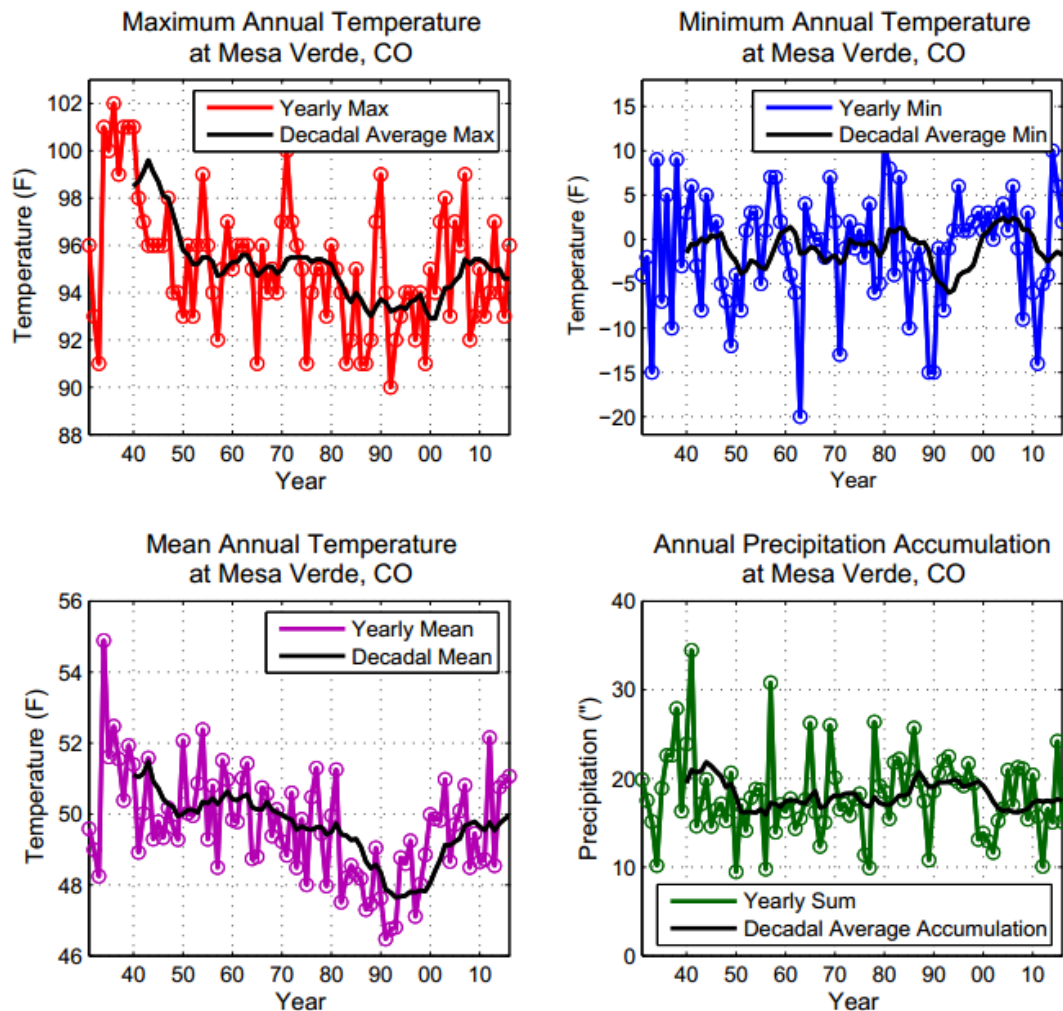 Maximum Annual Temperature
at Mesa Verde, CO
102
100
98
96
94
92
90
88
Temperature (F)
Yearly Max
Decadal Average Max
40 50 60 70 80 90 00 10
Year
Minimum Annual Temperature
at Mesa Verde, CO
15
10
5
0
−5
−10
−15
−20
Temperature (F)
Yearly Min
Decadal Average Min
40 50 60 70 80 90 00 10
Year
Mean Annual Temperature
at Mesa Verde, CO
56
54
52
50
48
46
Temperature (F)
Yearly Mean
Decadal Mean
40 50 60 70 80 90 00 10
Year
Annual Precipitation Accumulation
at Mesa Verde, CO
40
30
20
10
0
Precipitation (")
Yearly Sum
Decadal Average Accumulation
40 50 60 70 80 90 00 10
Year